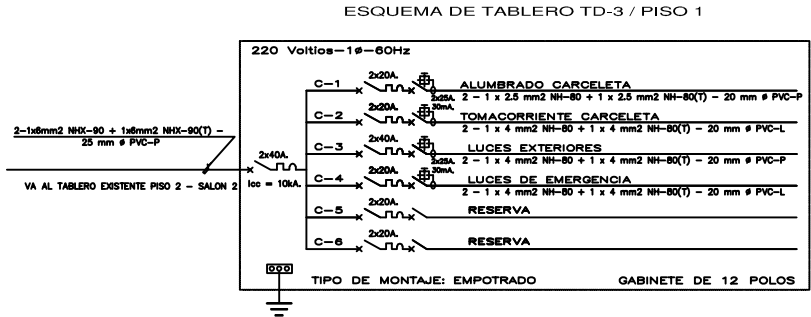 ESQUEMA DE TABLERO TD-3 / PISO 1
220 Voltios-1ø-60Hz
C-1 2x20A. ALUMBRADO CARCELETA
2x25A. 2 - 1 x 2.5 mm2 NH-80 + 1 x 2.5 mm2 NH-80(T) - 20 mm ø PVC-P
30mA.
C-2 2x20A. TOMACORRIENTE CARCELETA
2 - 1 x 4 mm2 NH-80 + 1 x 4 mm2 NH-80(T) - 20 mm ø PVC-L
2-1x6mm2 NHX-90 + 1x6mm2 NHX-90(T) -
25 mm ø PVC-P
C-3 2x40A. LUCES EXTERIORES
2x25A. 2 - 1 x 4 mm2 NH-80 + 1 x 4 mm2 NH-80(T) - 20 mm ø PVC-P
30mA.
2x40A.
Icc = 10kA.
VA AL TABLERO EXISTENTE PISO 2 - SALON 2
C-4 2x20A. LUCES DE EMERGENCIA
2 - 1 x 4 mm2 NH-80 + 1 x 4 mm2 NH-80(T) - 20 mm ø PVC-L
C-5 2x20A. RESERVA
C-6 2x20A. RESERVA
TIPO DE MONTAJE: EMPOTRADO GABINETE DE 12 POLOS